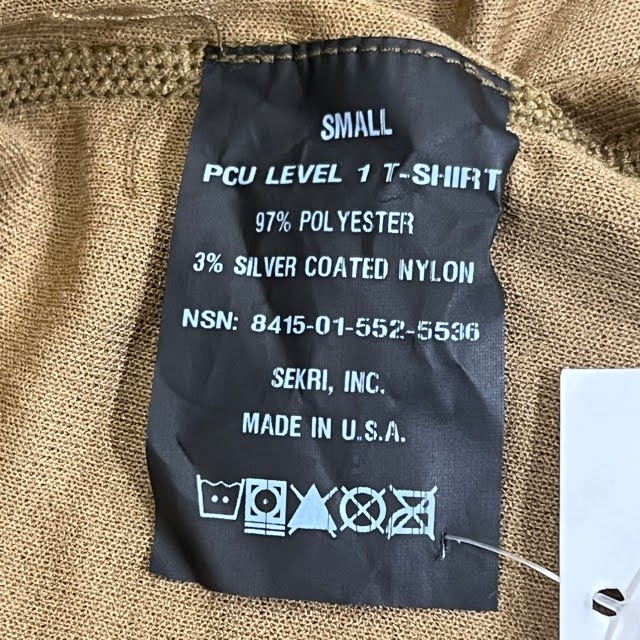 SMALL
PCU LEVEL 1 T-SHIRT
97% POLYESTER
3% SILVER COATED NYLON
NSN: 8415-01-552-5536
SEKRI, INC.
MADE IN U.S.A.